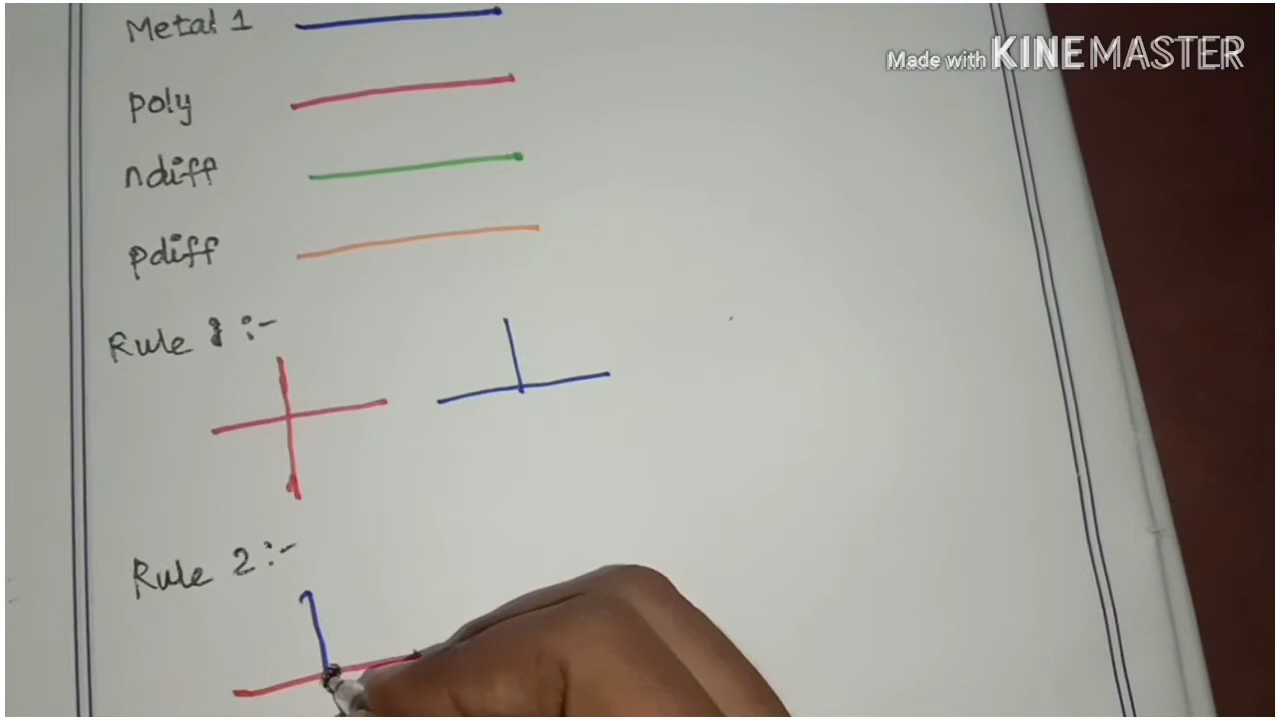 Made with KINEMASTER
Metal 1
poly
ndiff
pdiff
Rule 1 :-
Rule 2 :-